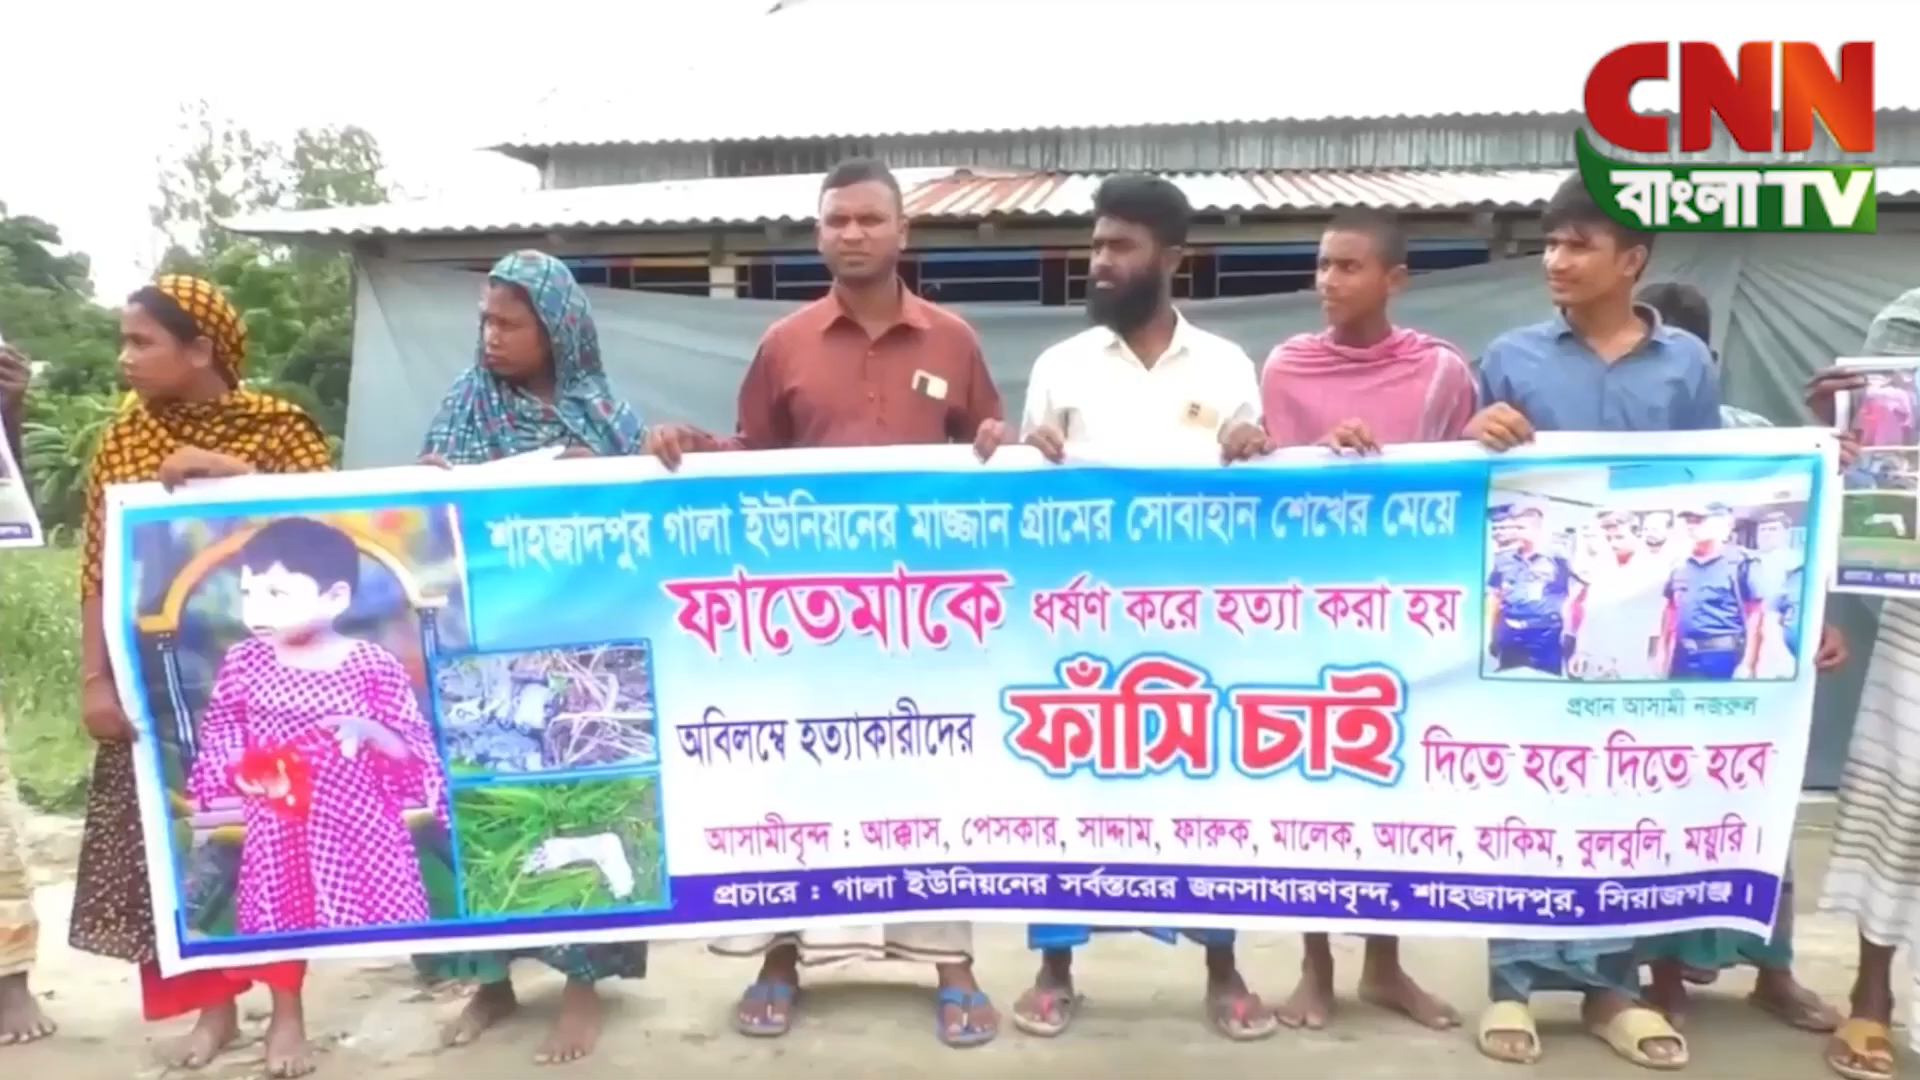 CNN
বাংলা TV
শাহজাদপুর গালা ইউনিয়নের মাজ্জান গ্রামের সোবাহান শেখের মেয়ে
ফাতেমাকে ধর্ষণ করে হত্যা করা হয়
প্রধান আসামী নজরুল
অবিলম্বে হত্যাকারীদের ফাঁসি চাই দিতে হবে দিতে হবে
আসামীবৃন্দ : আক্কাস, পেসকার, সাদ্দাম, ফারুক, মালেক, আবেদ, হাকিম, বুলবুলি, ময়ুরি।
প্রচারে : গালা ইউনিয়নের সর্বস্তরের জনসাধারণবৃন্দ, শাহজাদপুর, সিরাজগঞ্জ।